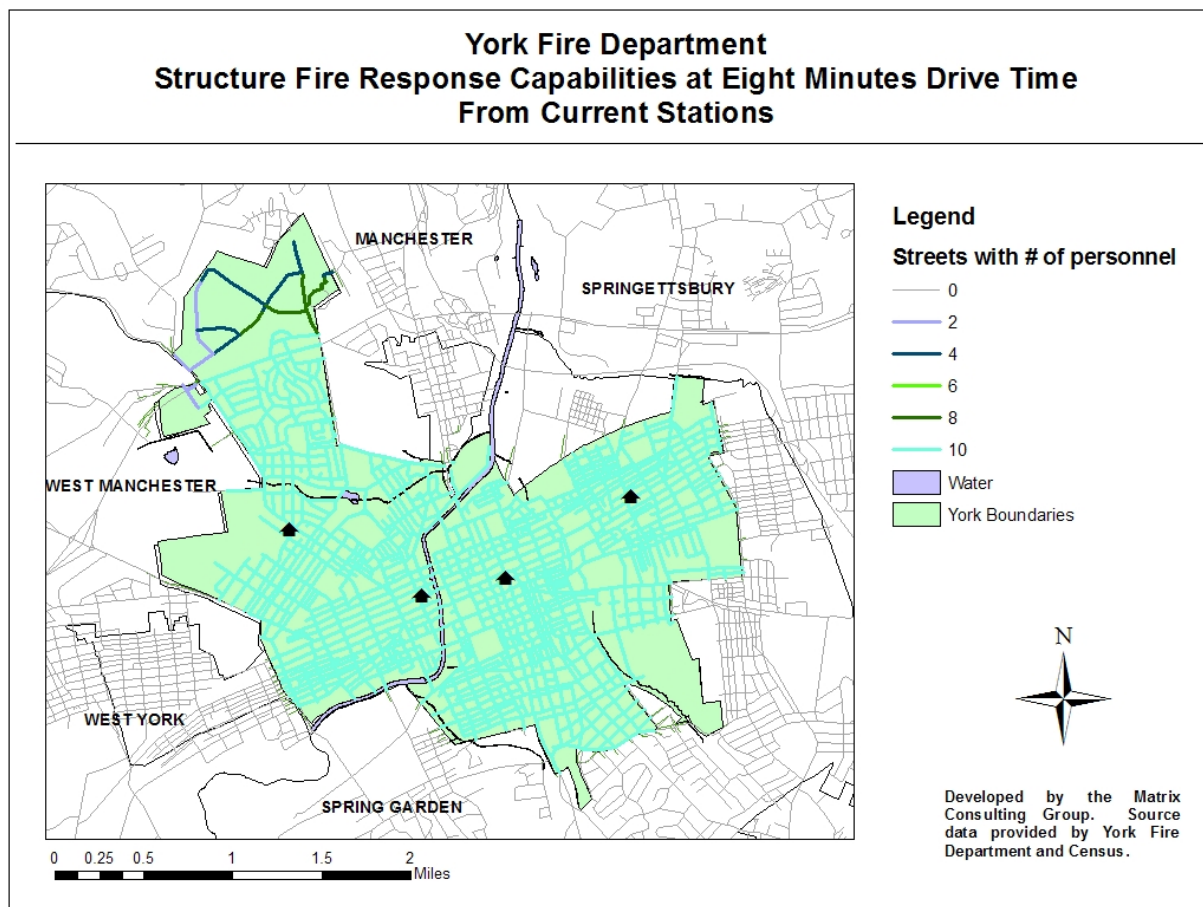 York Fire Department
Structure Fire Response Capabilities at Eight Minutes Drive Time
From Current Stations
MANCHESTER
SPRINGETTSBURY
WEST MANCHESTER
WEST YORK
SPRING GARDEN
Legend
Streets with # of personnel
0
2
4
6
8
10
Water
York Boundaries
N
Developed by the Matrix
Consulting Group. Source
data provided by York Fire
Department and Census.
0 0.25 0.5 1 1.5 2
Miles